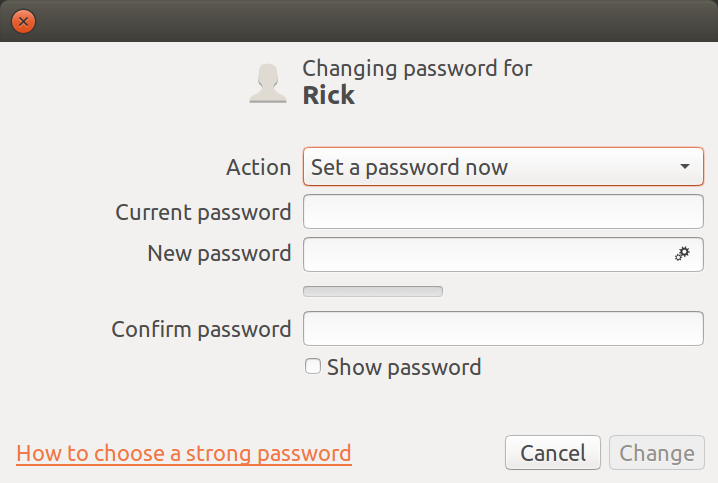 Changing password for
Rick
Action Set a password now
Current password
New password
Confirm password
Show password
How to choose a strong password Cancel Change